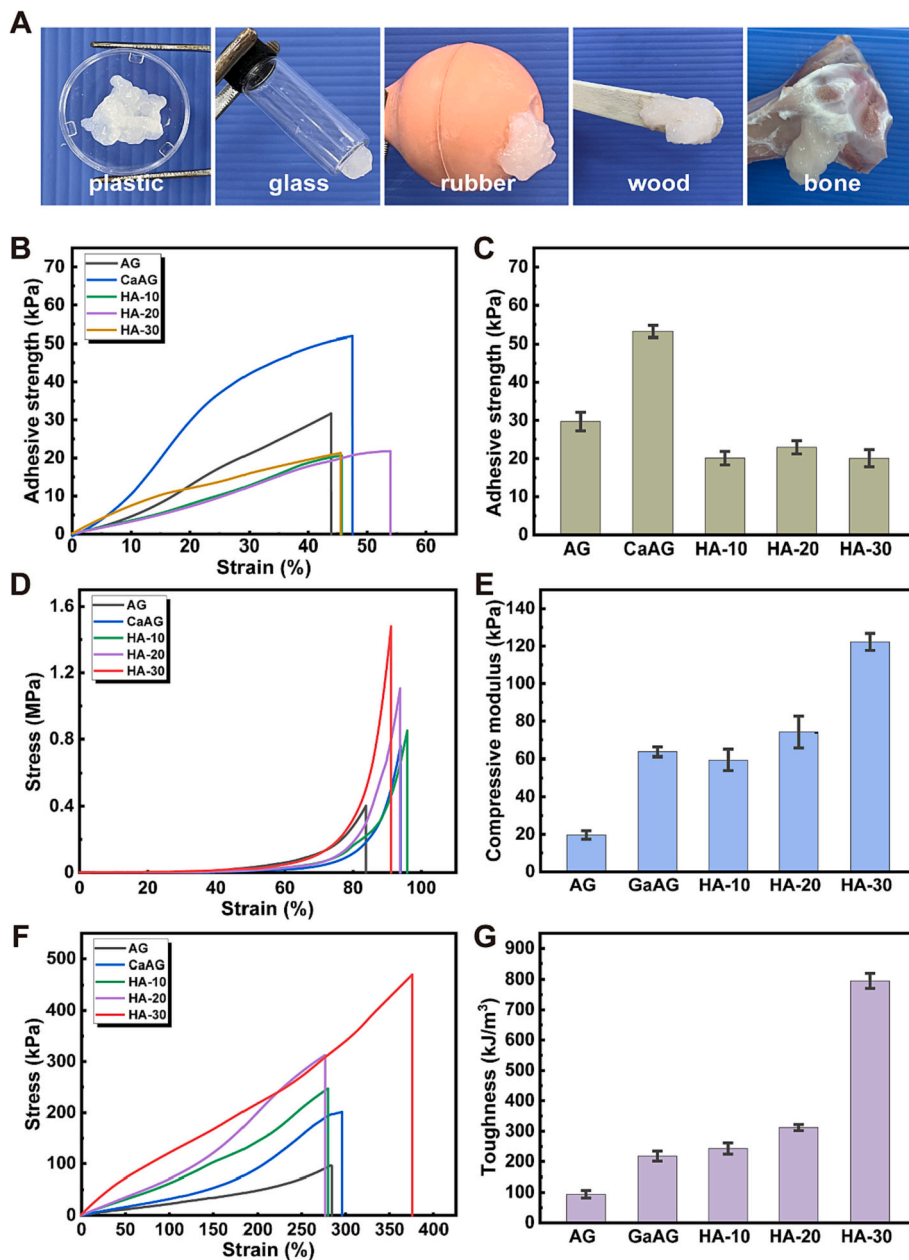 A
plastic
glass
rubber
wood
bone
B
AG
CaAG
HA-10
HA-20
HA-30
Adhesive strength (kPa)
70
60
50
40
30
20
10
0
0 10 20 30 40 50 60
Strain (%)
C
Adhesive strength (kPa)
70
60
50
40
30
20
10
0
AG CaAG HA-10 HA-20 HA-30
D
AG
CaAG
HA-10
HA-20
HA-30
Stress (MPa)
1.6
1.2
0.8
0.4
0
0 20 40 60 80 100
Strain (%)
E
Compressive modulus (kPa)
140
120
100
80
60
40
20
0
AG GaAG HA-10 HA-20 HA-30
F
AG
CaAG
HA-10
HA-20
HA-30
Stress (kPa)
500
400
300
200
100
0
0 50 100 150 200 250 300 350 400
Strain (%)
G
Toughness (kJ/m³)
900
800
700
600
500
400
300
200
100
0
AG GaAG HA-10 HA-20 HA-30